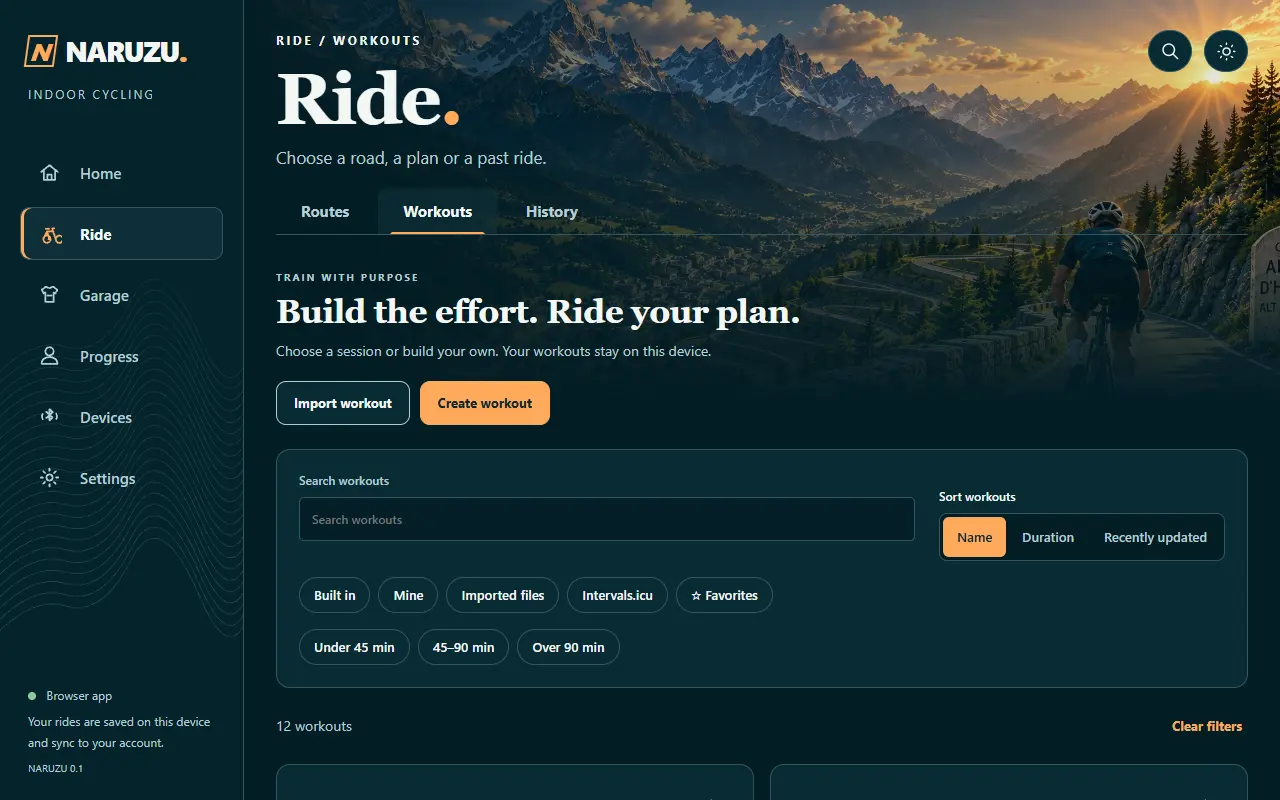 N NARUZU.
INDOOR CYCLING
Home
Ride
Garage
Progress
Devices
Settings
Browser app
Your rides are saved on this device
and sync to your account.
NARUZU 0.1
RIDE / WORKOUTS
Ride.
Choose a road, a plan or a past ride.
Routes
Workouts
History
TRAIN WITH PURPOSE
Build the effort. Ride your plan.
Choose a session or build your own. Your workouts stay on this device.
Import workout
Create workout
Search workouts
Search workouts
Sort workouts
Name
Duration
Recently updated
Built in
Mine
Imported files
Intervals.icu
☆ Favorites
Under 45 min
45–90 min
Over 90 min
12 workouts
Clear filters